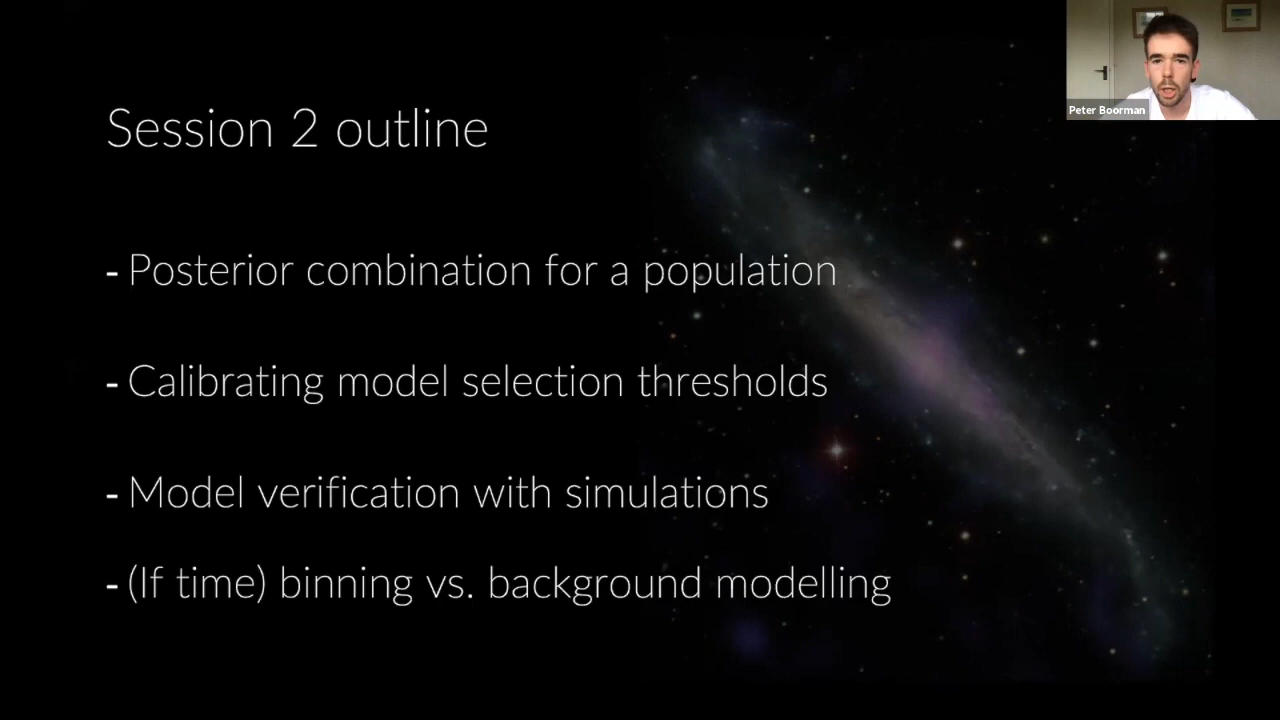 Session 2 outline
- Posterior combination for a population
- Calibrating model selection thresholds
- Model verification with simulations
- (If time) binning vs. background modelling
Peter Boorman